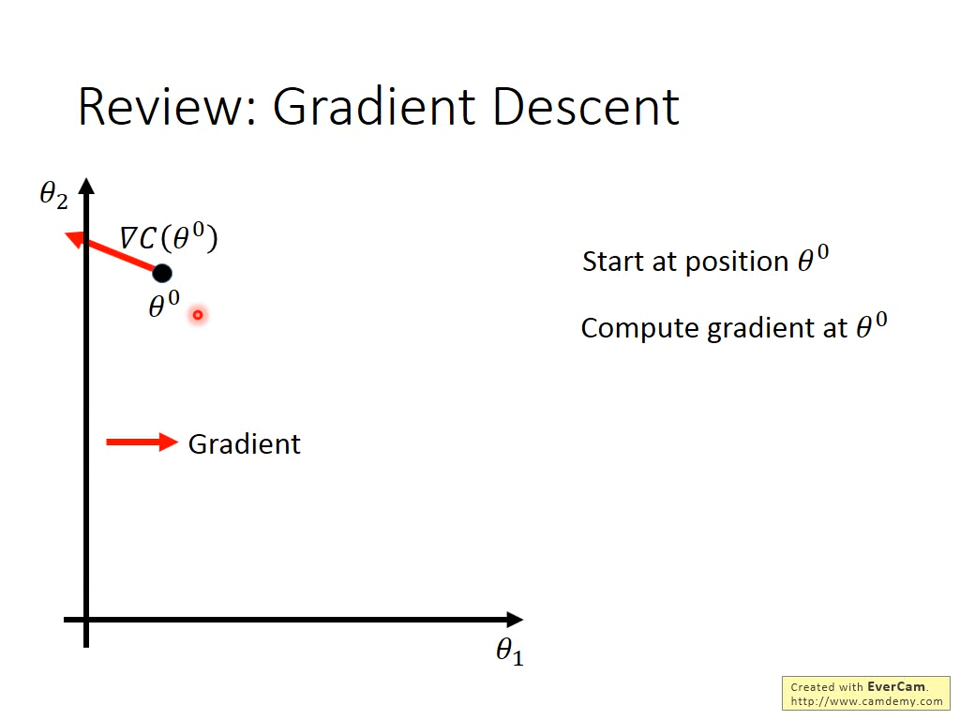 Review: Gradient Descent
θ₂
∇C(θ⁰)
θ⁰
Start at position θ⁰
Compute gradient at θ⁰
Gradient
θ₁
Created with EverCam.
http://www.camdemy.com